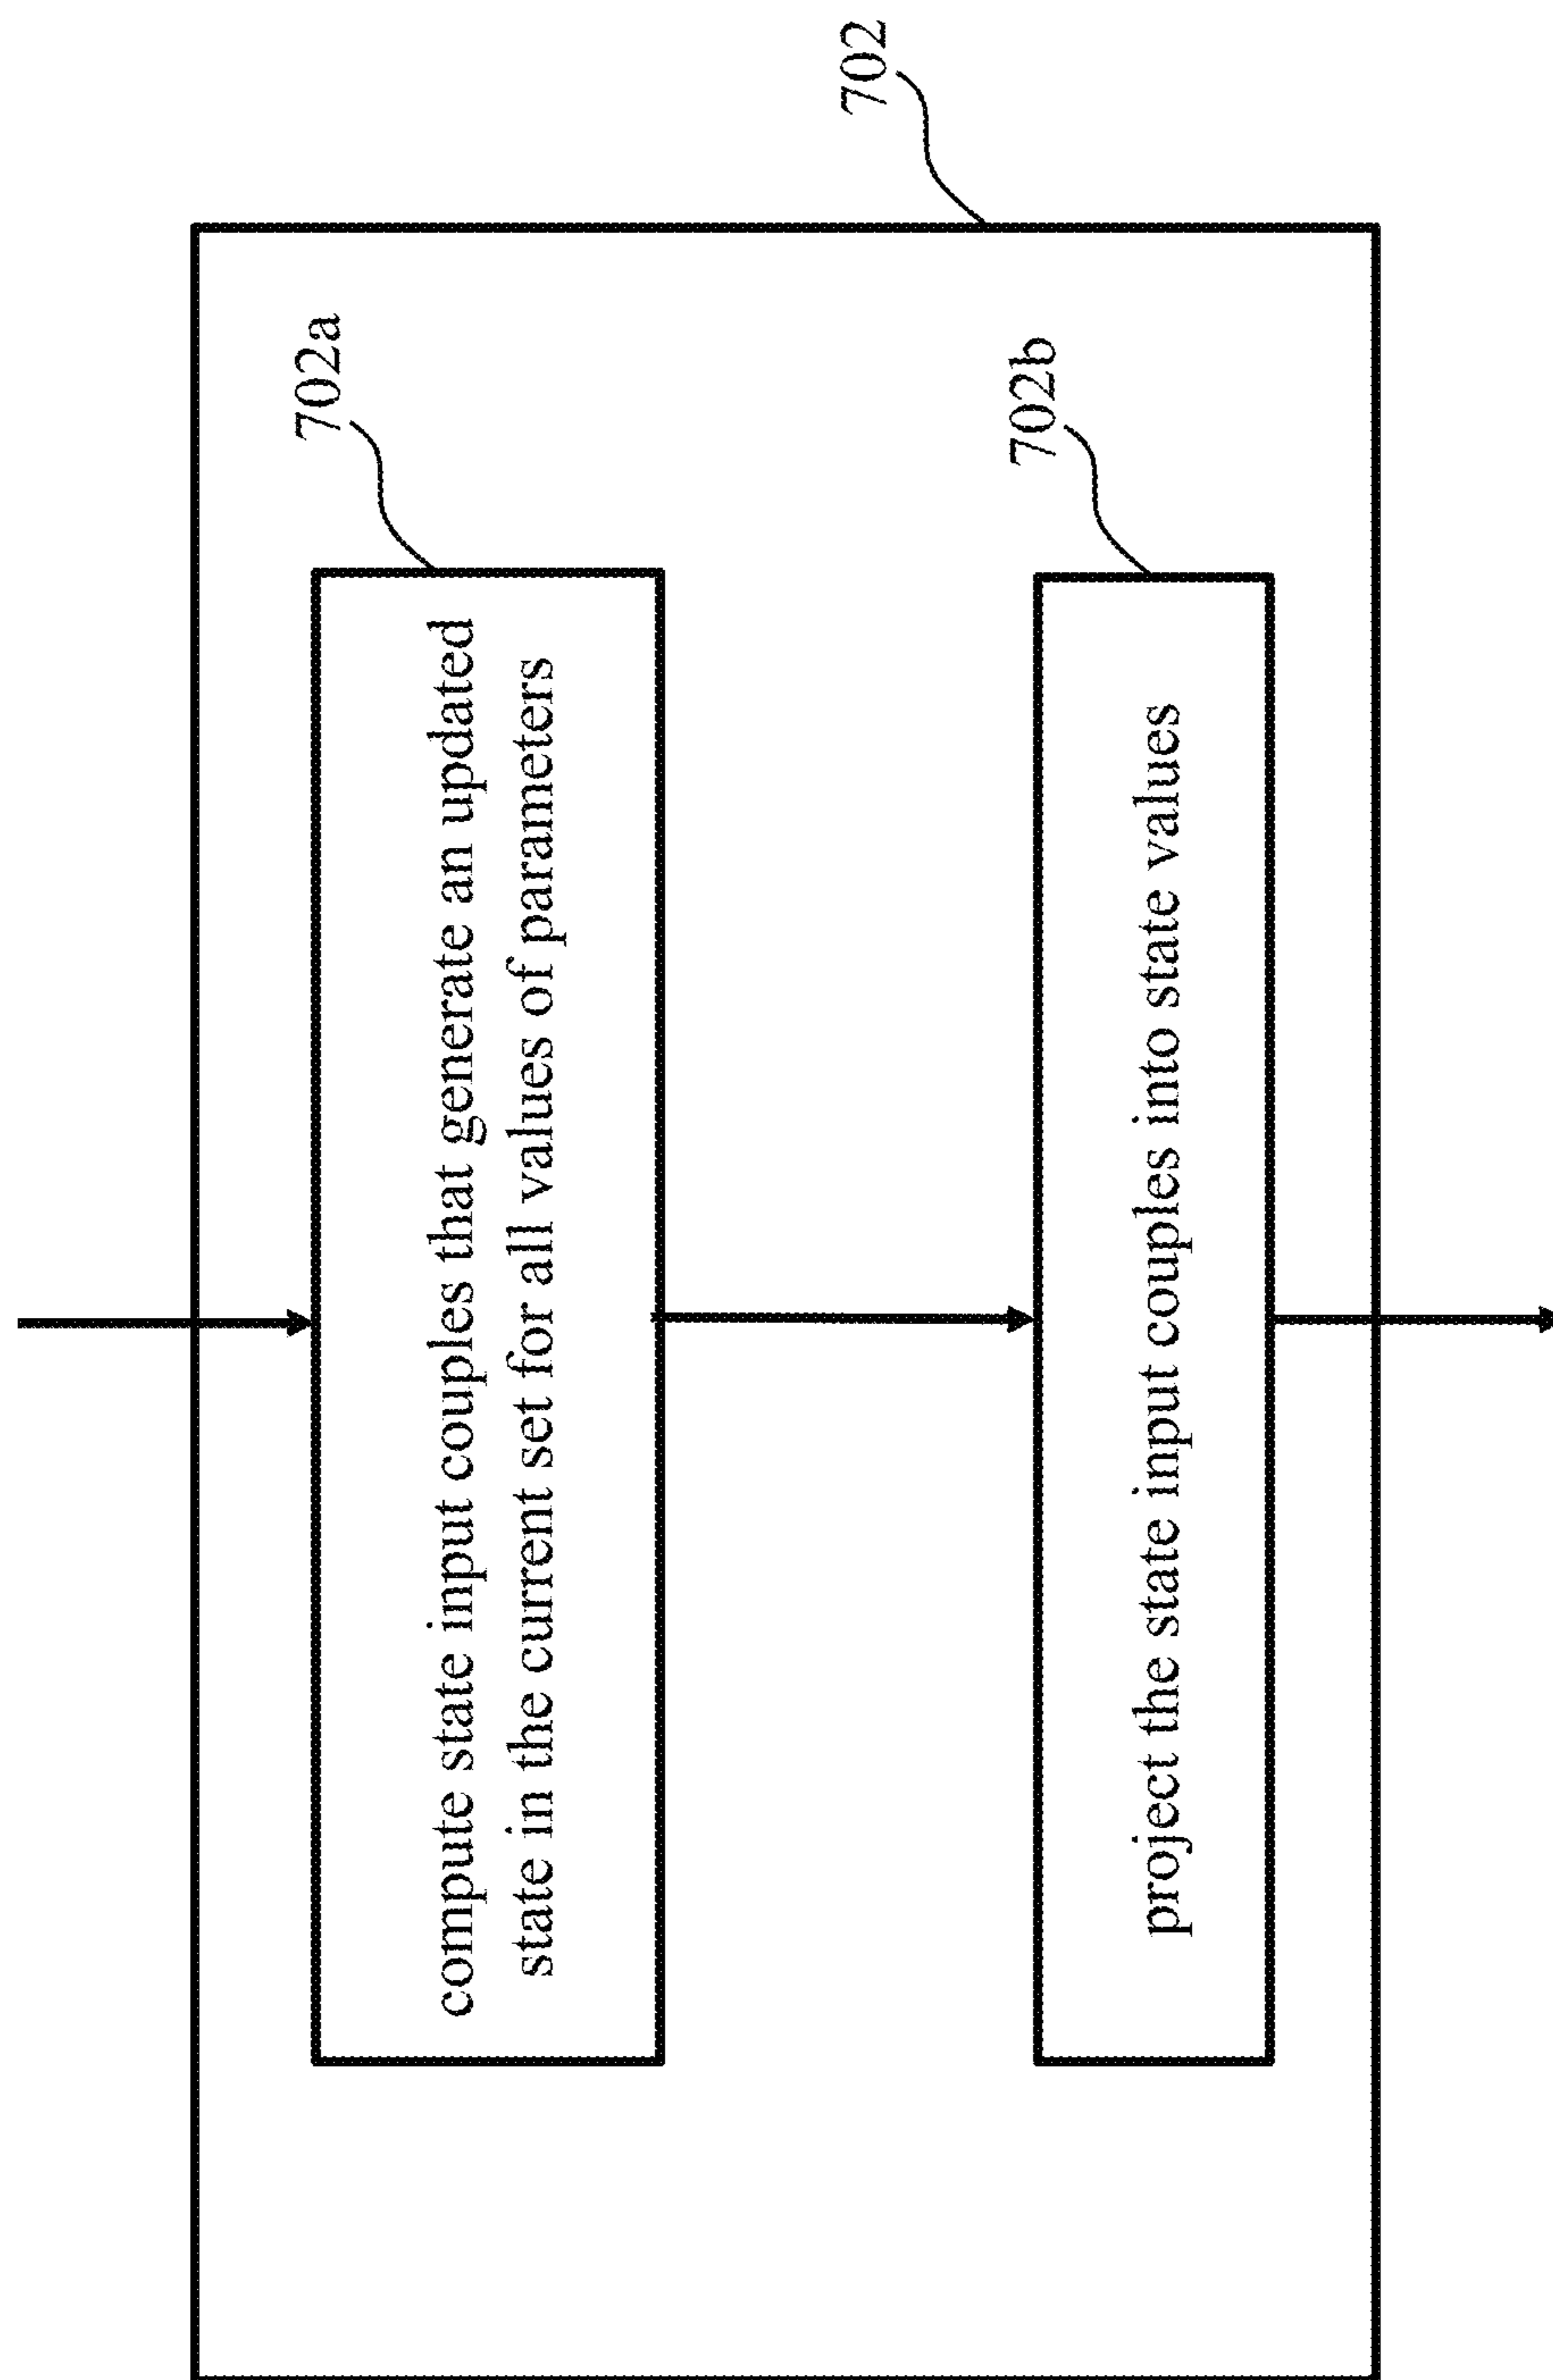 702
702a
compute state input couples that generate an updated
state in the current set for all values of parameters
702b
project the state input couples into state values